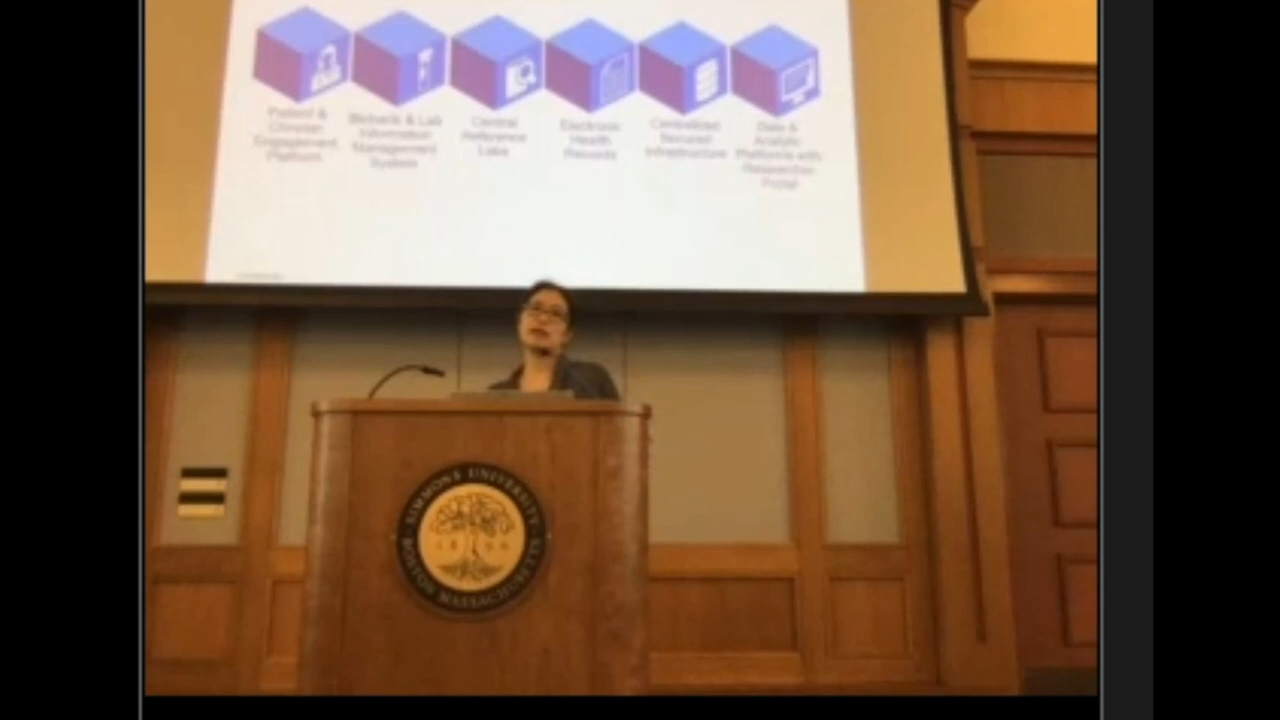 Patient &
Clinician
Engagement
Platform
Biobank & Lab
Information
Management
System
Central
Reference
Labs
Electronic
Health
Records
Centralized
Secured
Infrastructure
Data &
Analytic
Platforms with
Researcher
Portal
SIMMONS UNIVERSITY
BOSTON MASSACHUSETTS
1899